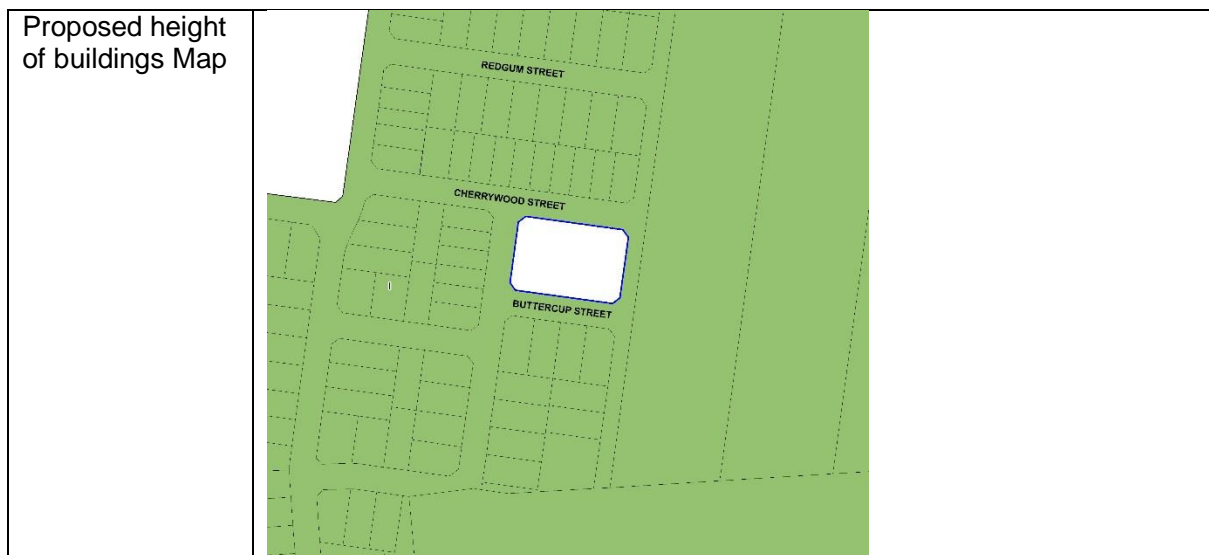 Proposed height
of buildings Map
REDGUM STREET
CHERRYWOOD STREET
I
BUTTERCUP STREET